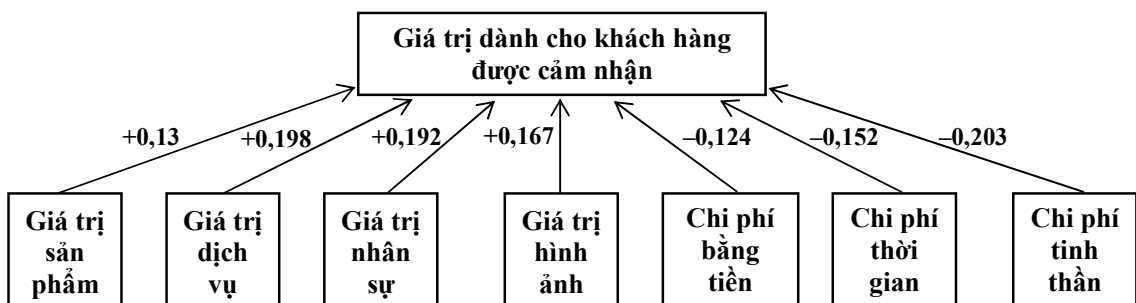 Giá trị dành cho khách hàng
được cảm nhận
+0,13
+0,198
+0,192
+0,167
–0,124
–0,152
–0,203
Giá trị
sản
phẩm
Giá trị
dịch
vụ
Giá trị
nhân
sự
Giá trị
hình
ảnh
Chi phí
bằng
tiền
Chi phí
thời
gian
Chi phí
tinh
thần